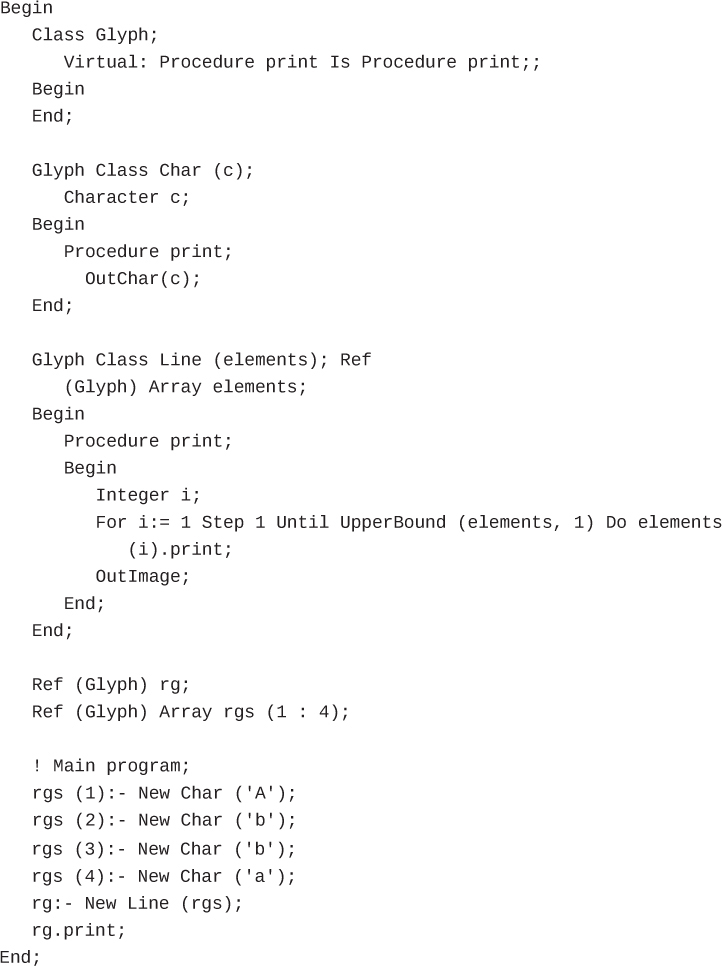 Begin
   Class Glyph;
      Virtual: Procedure print Is Procedure print;;
   Begin
   End;

   Glyph Class Char (c);
      Character c;
   Begin
      Procedure print;
        OutChar(c);
   End;

   Glyph Class Line (elements); Ref
      (Glyph) Array elements;
   Begin
      Procedure print;
      Begin
         Integer i;
         For i:= 1 Step 1 Until UpperBound (elements, 1) Do elements
            (i).print;
         OutImage;
      End;
   End;

   Ref (Glyph) rg;
   Ref (Glyph) Array rgs (1 : 4);

   ! Main program;
   rgs (1):- New Char ('A');
   rgs (2):- New Char ('b');
   rgs (3):- New Char ('b');
   rgs (4):- New Char ('a');
   rg:- New Line (rgs);
   rg.print;
End;